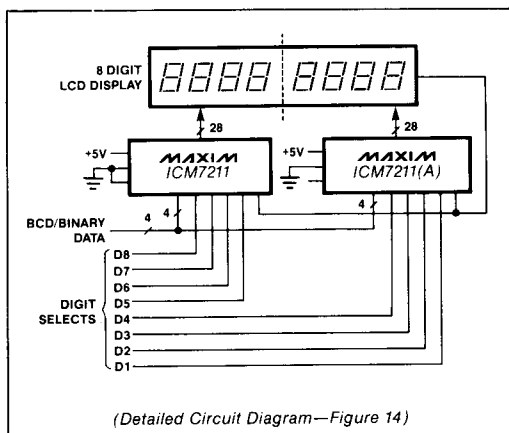 8 DIGIT
LCD DISPLAY
28
28
+5V
MAXIM
ICM7211
+5V
MAXIM
ICM7211(A)
4
4
4
BCD/BINARY
DATA
D8
D7
D6
D5
D4
D3
D2
D1
DIGIT
SELECTS
(Detailed Circuit Diagram—Figure 14)